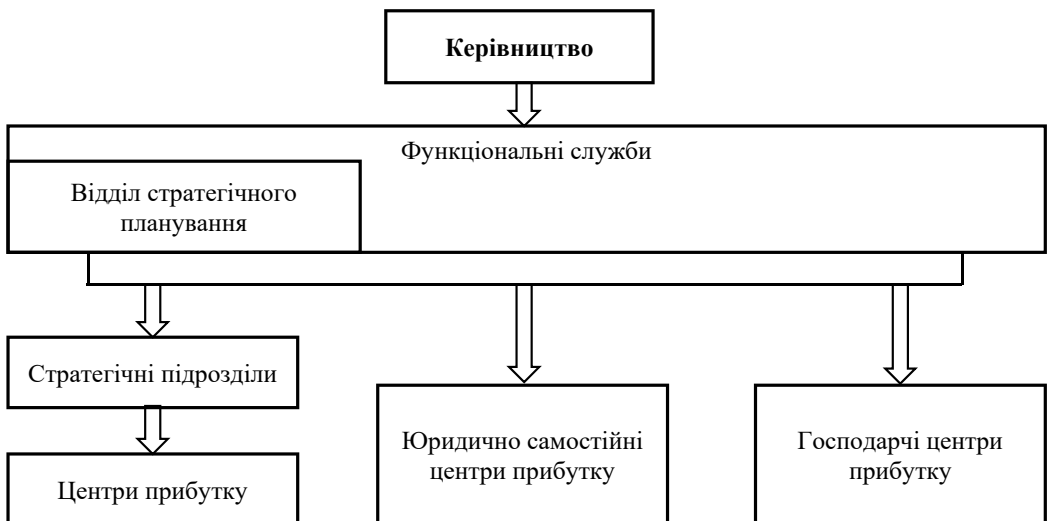 Керівництво
Функціональні служби
Відділ стратегічного
планування
Стратегічні підрозділи
Центри прибутку
Юридично самостійні
центри прибутку
Господарчі центри
прибутку